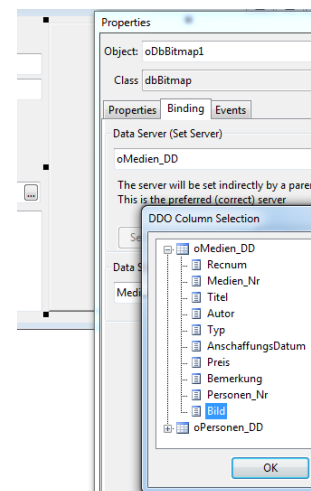 Properties
Object: oDbBitmap1
Class dbBitmap
Properties Binding Events
Data Server (Set Server)
oMedien_DD
The server will be set indirectly by a
This is the preferred (correct) server
DDO Column Selection
oMedien_DD
Recnum
Medien_Nr
Titel
Autor
Typ
AnschaffungsDatum
Preis
Bemerkung
Personen_Nr
Bild
oPersonen_DD
Data
Medi
OK
...